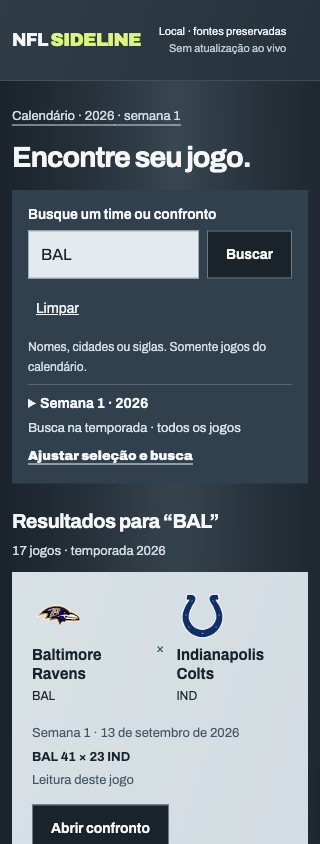 NFL SIDELINE
Local · fontes preservadas
Sem atualização ao vivo
Calendário · 2026 · semana 1
Encontre seu jogo.
Busque um time ou confronto
BAL
Buscar
Limpar
Nomes, cidades ou siglas. Somente jogos do
calendário.
▶ Semana 1 · 2026
Busca na temporada · todos os jogos
Ajustar seleção e busca
Resultados para “BAL”
17 jogos · temporada 2026
Baltimore
Ravens
BAL
×
Indianapolis
Colts
IND
Semana 1 · 13 de setembro de 2026
BAL 41 × 23 IND
Leitura deste jogo
Abrir confronto